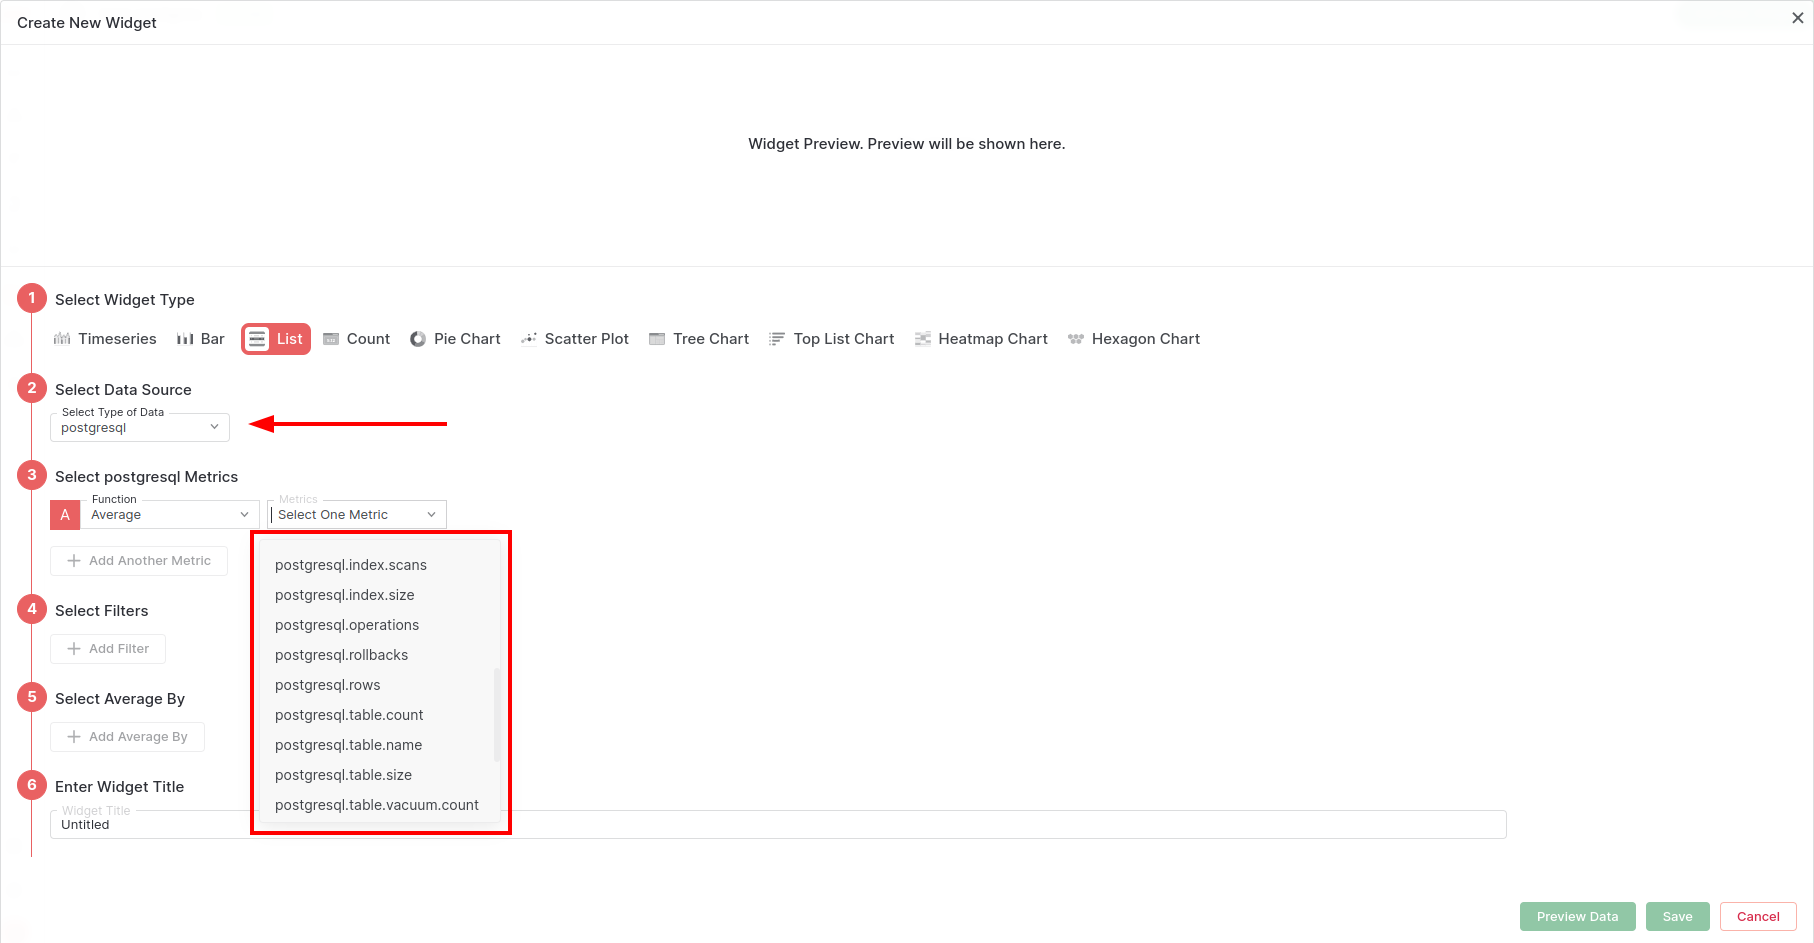 Create New Widget
Widget Preview. Preview will be shown here.
1 Select Widget Type
Timeseries Bar List Count Pie Chart Scatter Plot Tree Chart Top List Chart Heatmap Chart Hexagon Chart
2 Select Data Source
Select Type of Data
postgresql
3 Select postgresql Metrics
Function Metrics
A Average Select One Metric
Add Another Metric
postgresql.index.scans
postgresql.index.size
postgresql.operations
postgresql.rollbacks
postgresql.rows
postgresql.table.count
postgresql.table.name
postgresql.table.size
postgresql.table.vacuum.count
4 Select Filters
Add Filter
5 Select Average By
Add Average By
6 Enter Widget Title
Widget Title
Untitled
Preview Data Save Cancel